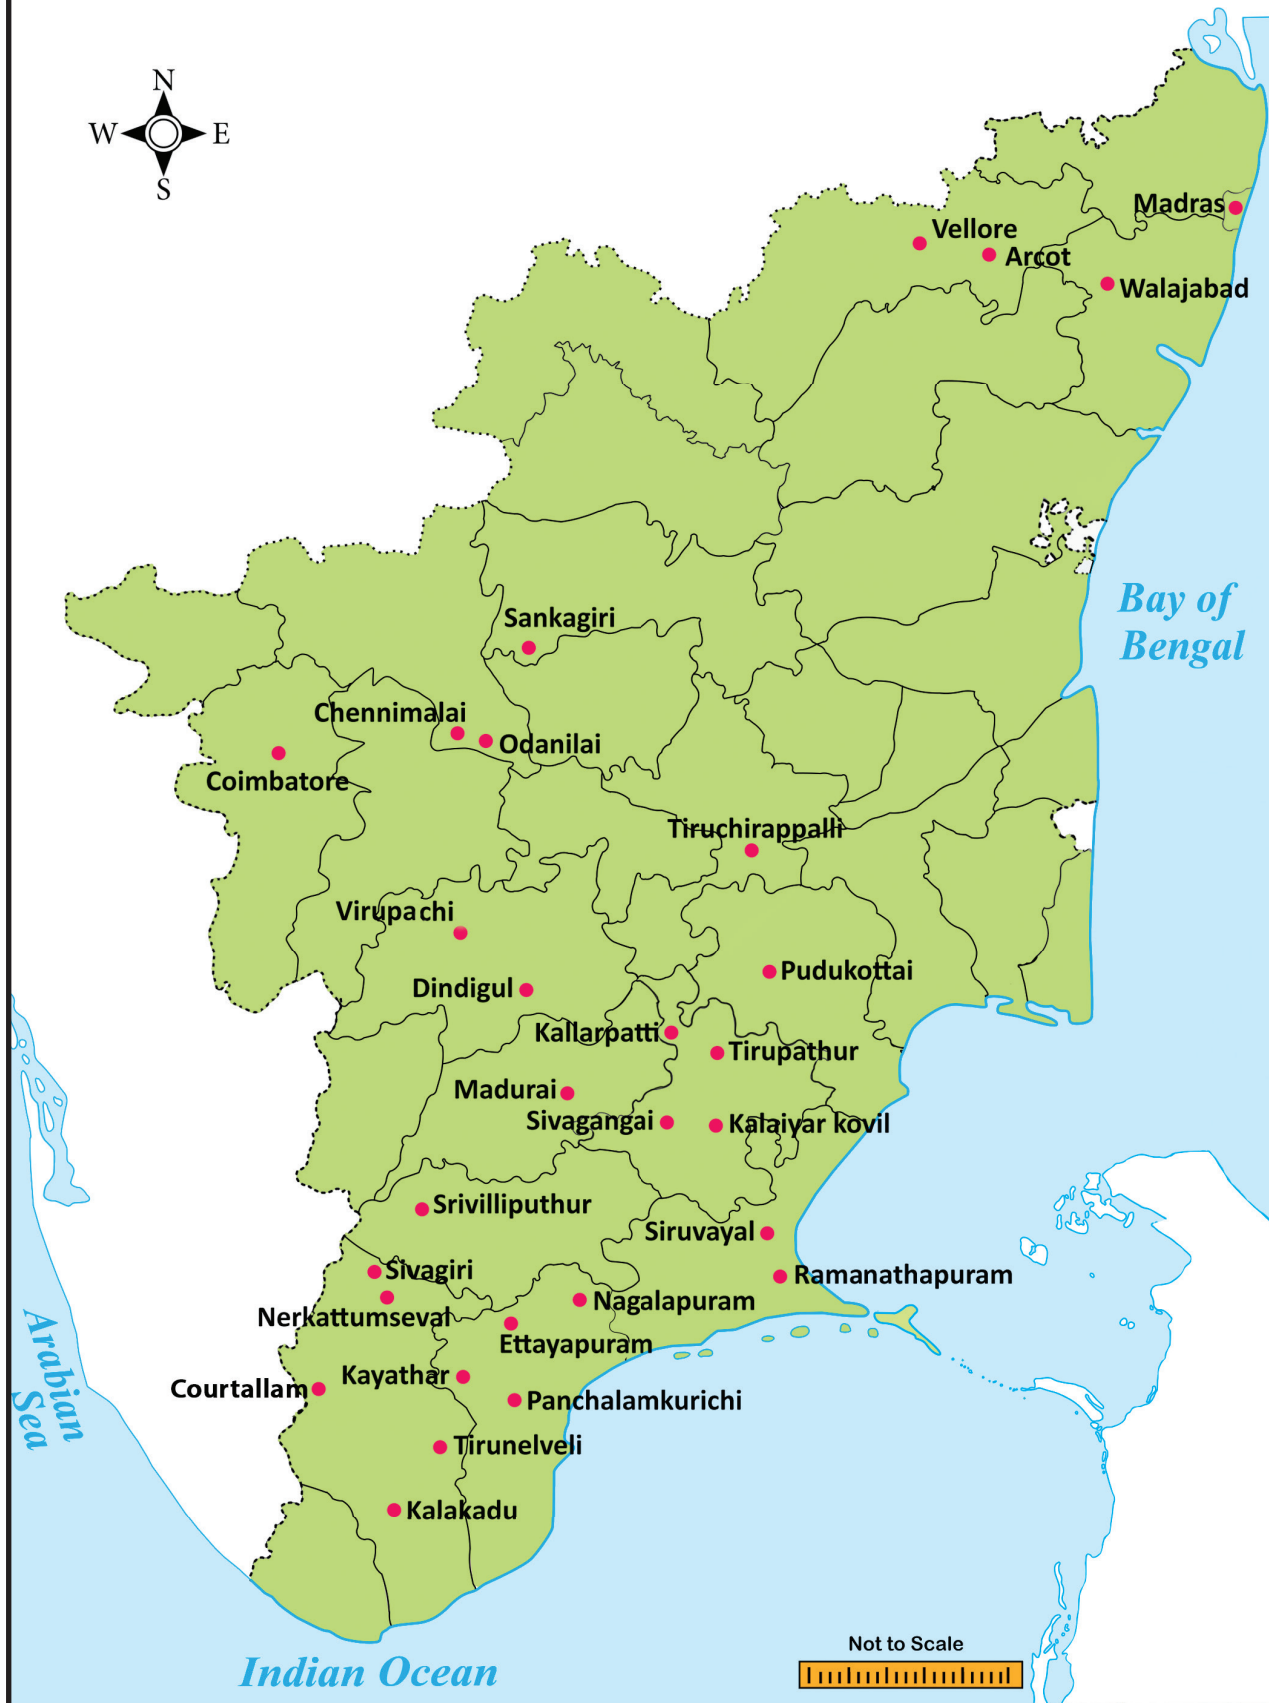 N
W E
S
Madras
Vellore
Arcot
Walajabad
Bay of
Bengal
Sankagiri
Chennimalai
Odanilai
Coimbatore
Tiruchirappalli
Virupachi
Pudukottai
Dindigul
Kallarpatti
Tirupathur
Madurai
Sivagangai
Kalaiyar kovil
Srivilliputhur
Siruvayal
Sivagiri
Ramanathapuram
Nagalapuram
Nerkattumseval
Ettayapuram
Kayathar
Courtallam
Panchalamkurichi
Arabian
Sea
Tirunelveli
Kalakadu
Not to Scale
Indian Ocean